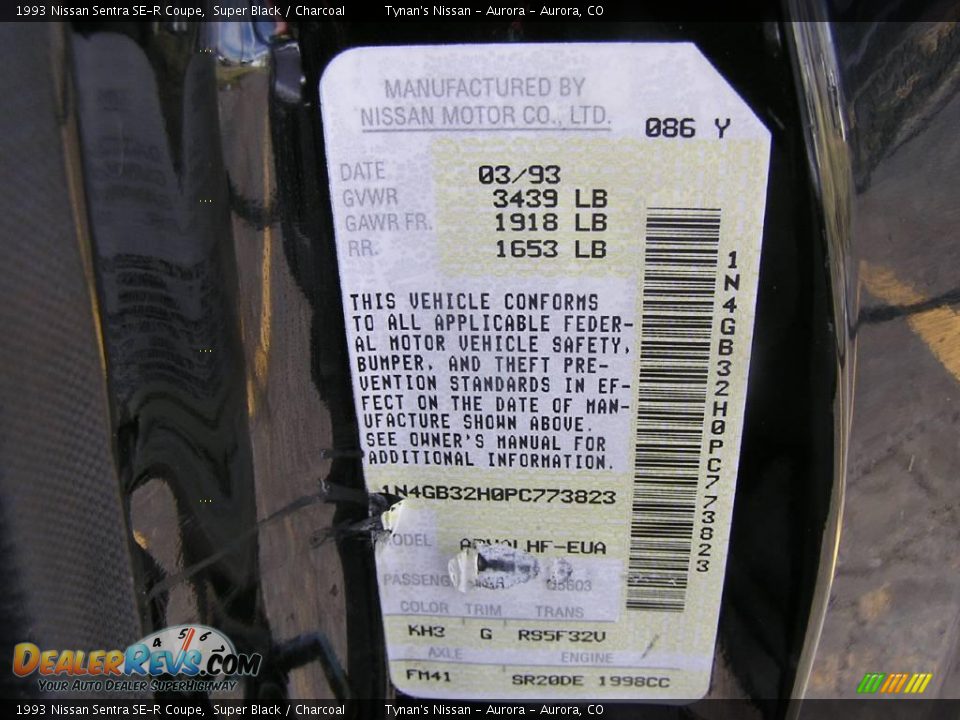 1993 Nissan Sentra SE-R Coupe, Super Black / Charcoal Tynan's Nissan - Aurora - Aurora, CO
MANUFACTURED BY
NISSAN MOTOR CO., LTD.
086 Y
DATE 03/93
GVWR 3439 LB
GAWR FR. 1918 LB
RR. 1653 LB
THIS VEHICLE CONFORMS
TO ALL APPLICABLE FEDER-
AL MOTOR VEHICLE SAFETY,
BUMPER, AND THEFT PRE-
VENTION STANDARDS IN EF-
FECT ON THE DATE OF MAN-
UFACTURE SHOWN ABOVE.
SEE OWNER'S MANUAL FOR
ADDITIONAL INFORMATION.
1N4GB32H0PC773823
1N4GB32H0PC773823
MODEL
COLOR TRIM TRANS
KH3 G RS5F32V
AXLE ENGINE
FM41 SR20DE 1998CC
4 5 6
DEALERREVS.COM
YOUR AUTO DEALER SUPERHIGHWAY
1993 Nissan Sentra SE-R Coupe, Super Black / Charcoal Tynan's Nissan - Aurora - Aurora, CO